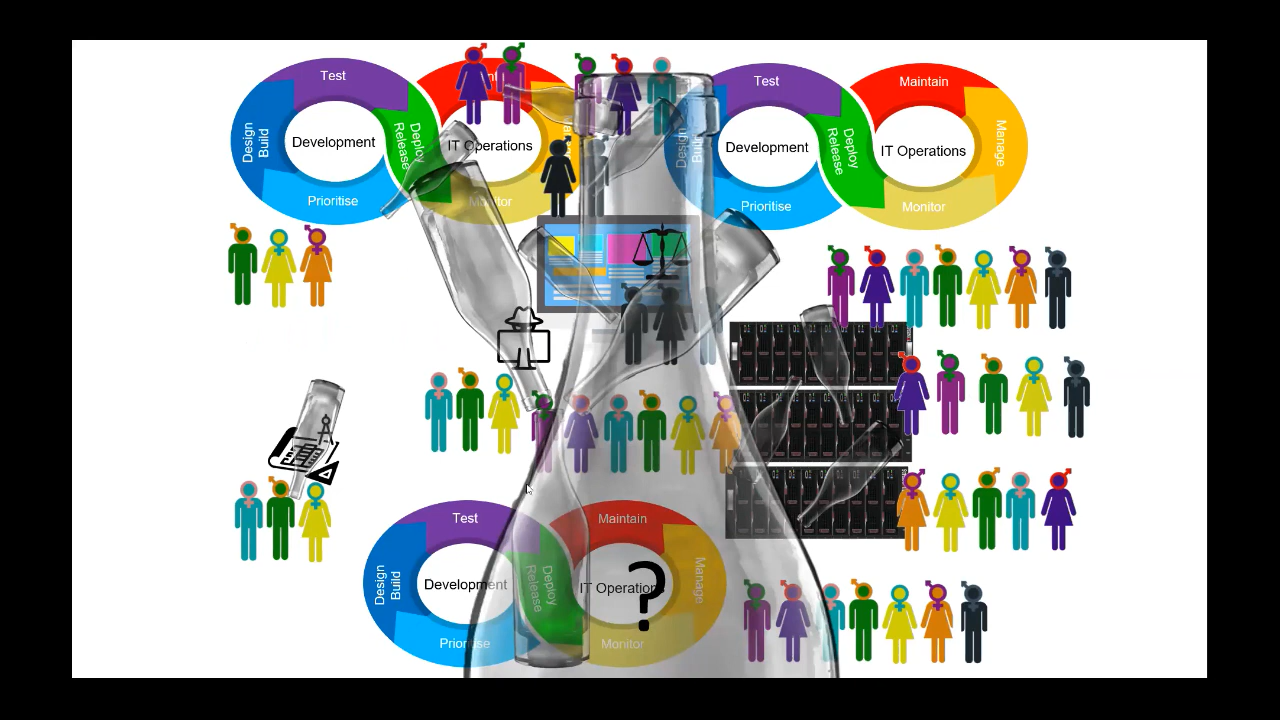 Test
Design
Build
Development
Deploy
Release
Prioritise
IT Operations
Monitor
Test
Design
Build
Development
Deploy
Release
Prioritise
Maintain
Manage
IT Operations
Monitor
Test
Design
Build
Development
Deploy
Release
Prioritise
Maintain
Manage
IT Operations
Monitor
?